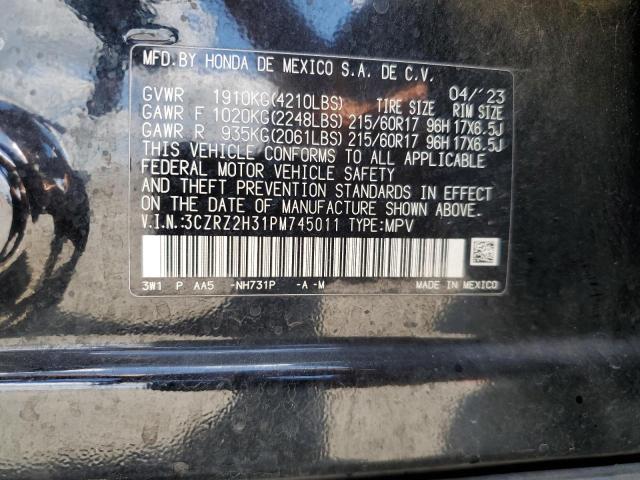 MFD. BY HONDA DE MEXICO S.A. DE C.V.
04/'23
GVWR 1910KG(4210LBS) TIRE SIZE RIM SIZE
GAWR F 1020KG(2248LBS) 215/60R17 96H 17X6.5J
GAWR R 935KG(2061LBS) 215/60R17 96H 17X6.5J
THIS VEHICLE CONFORMS TO ALL APPLICABLE
FEDERAL MOTOR VEHICLE SAFETY
AND THEFT PREVENTION STANDARDS IN EFFECT
ON THE DATE OF MANUFACTURE SHOWN ABOVE.
V.I.N.:3CZRZ2H31PM745011 TYPE:MPV
3W1 P AA5 -NH731P -A -M MADE IN MEXICO